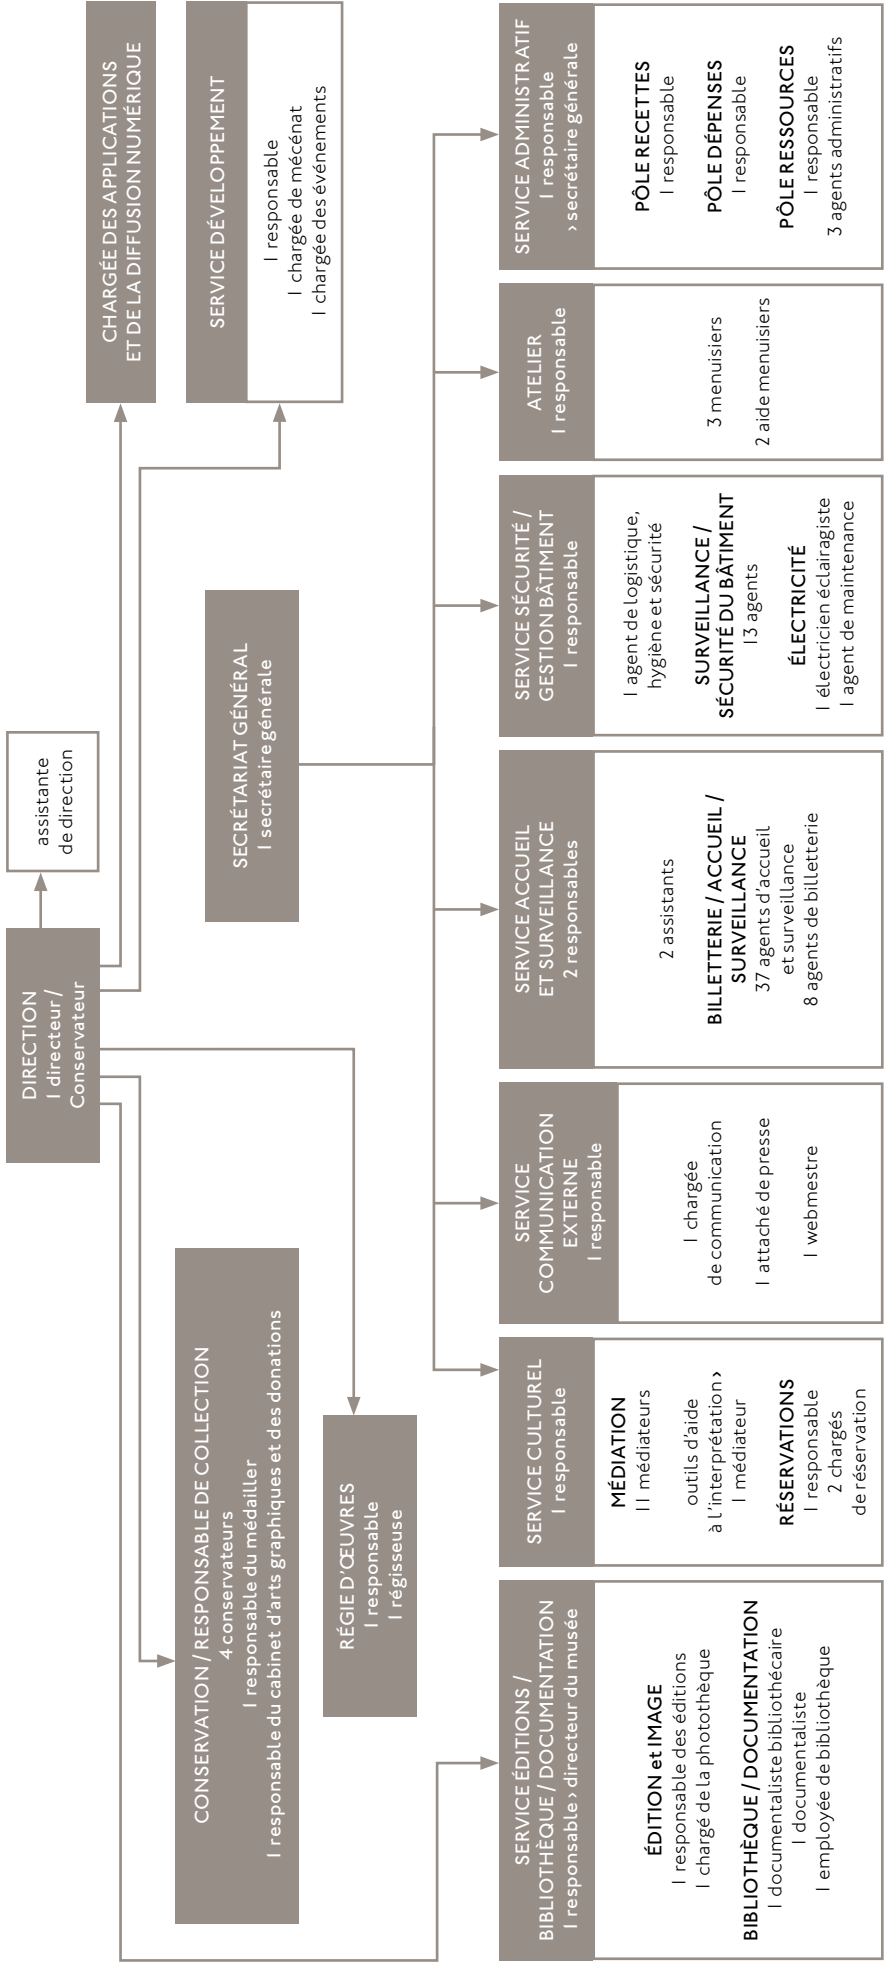 DIRECTION
1 directeur /
Conservateur
assistante
de direction
CHARGÉE DES APPLICATIONS
ET DE LA DIFFUSION NUMÉRIQUE
SERVICE DÉVELOPPEMENT
1 responsable
1 chargée de mécénat
1 chargée des événements
CONSERVATION / RESPONSABLE DE COLLECTION
4 conservateurs
1 responsable du médailler
1 responsable du cabinet d'arts graphiques et des donations
SECRÉTARIAT GÉNÉRAL
1 secrétaire générale
RÉGIE D'ŒUVRES
1 responsable
1 régisseuse
SERVICE ÉDITIONS /
BIBLIOTHÈQUE / DOCUMENTATION
1 responsable › directeur du musée
ÉDITION et IMAGE
1 responsable des éditions
1 chargé de la photothèque
BIBLIOTHÈQUE / DOCUMENTATION
1 documentaliste bibliothécaire
1 documentaliste
1 employée de bibliothèque
SERVICE CULTUREL
1 responsable
MÉDIATION
11 médiateurs
outils d'aide
à l'interprétation ›
1 médiateur
RÉSERVATIONS
1 responsable
2 chargés
de réservation
SERVICE
COMMUNICATION
EXTERNE
1 responsable
1 chargée
de communication
1 attaché de presse
1 webmestre
SERVICE ACCUEIL
ET SURVEILLANCE
2 responsables
2 assistants
BILLETTERIE / ACCUEIL /
SURVEILLANCE
37 agents d'accueil
et surveillance
8 agents de billetterie
SERVICE SÉCURITÉ /
GESTION BÂTIMENT
1 responsable
1 agent de logistique,
hygiène et sécurité
SURVEILLANCE /
SÉCURITÉ DU BÂTIMENT
13 agents
ÉLECTRICITÉ
1 électricien éclairagiste
1 agent de maintenance
ATELIER
1 responsable
3 menuisiers
2 aide menuisiers
SERVICE ADMINISTRATIF
1 responsable
› secrétaire générale
PÔLE RECETTES
1 responsable
PÔLE DÉPENSES
1 responsable
PÔLE RESSOURCES
1 responsable
3 agents administratifs